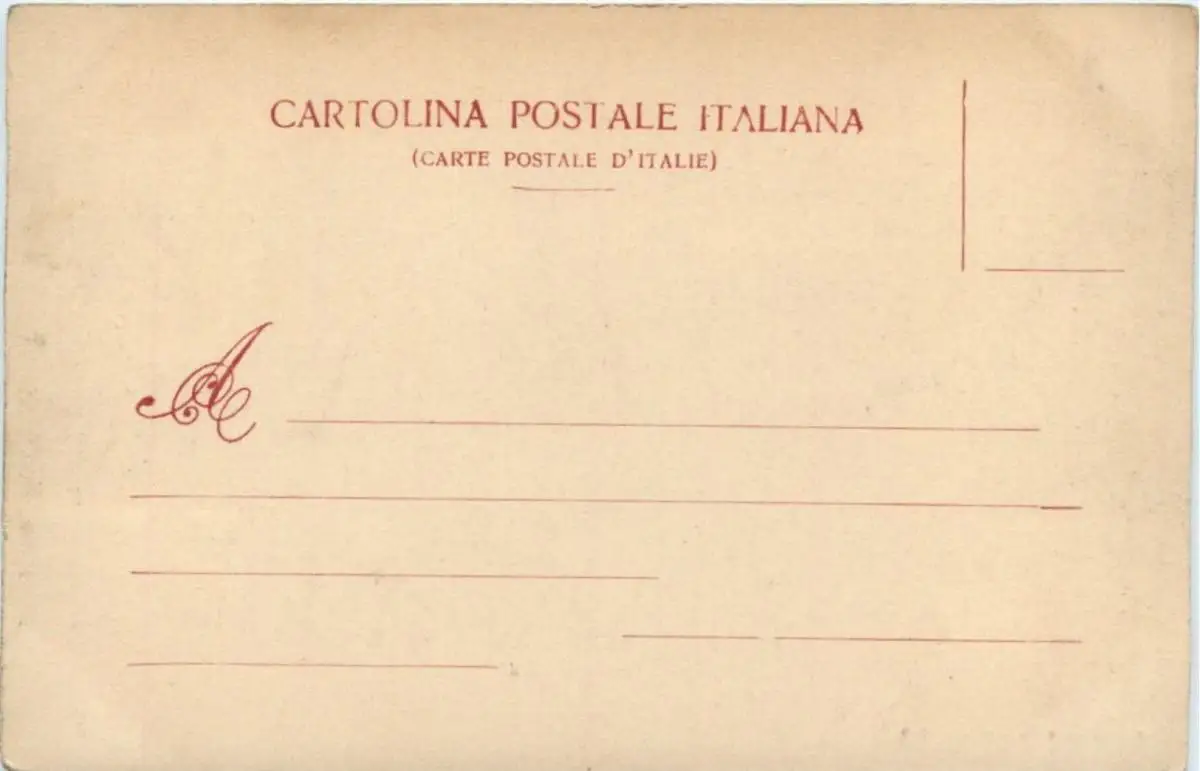 CARTOLINA POSTALE ITALIANA
(CARTE POSTALE D'ITALIE)
A